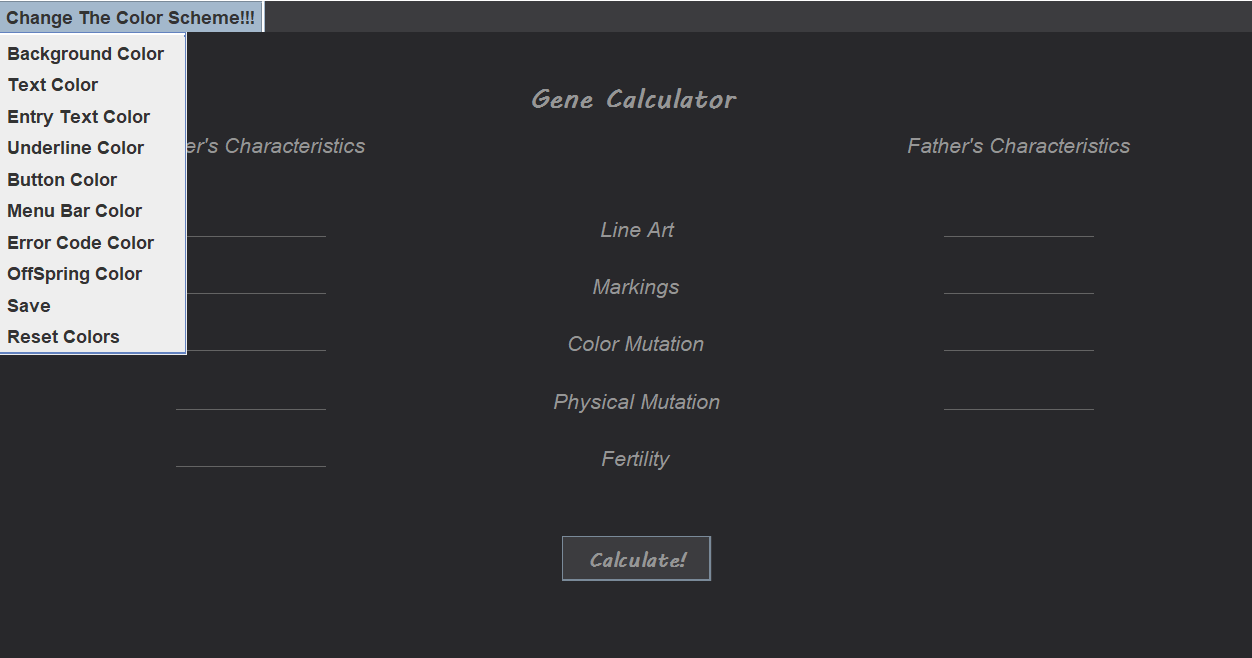 Change The Color Scheme!!!
Background Color
Text Color
Entry Text Color
Underline Color
Button Color
Menu Bar Color
Error Code Color
OffSpring Color
Save
Reset Colors
Gene Calculator
er's Characteristics
Father's Characteristics
Line Art
Markings
Color Mutation
Physical Mutation
Fertility
Calculate!